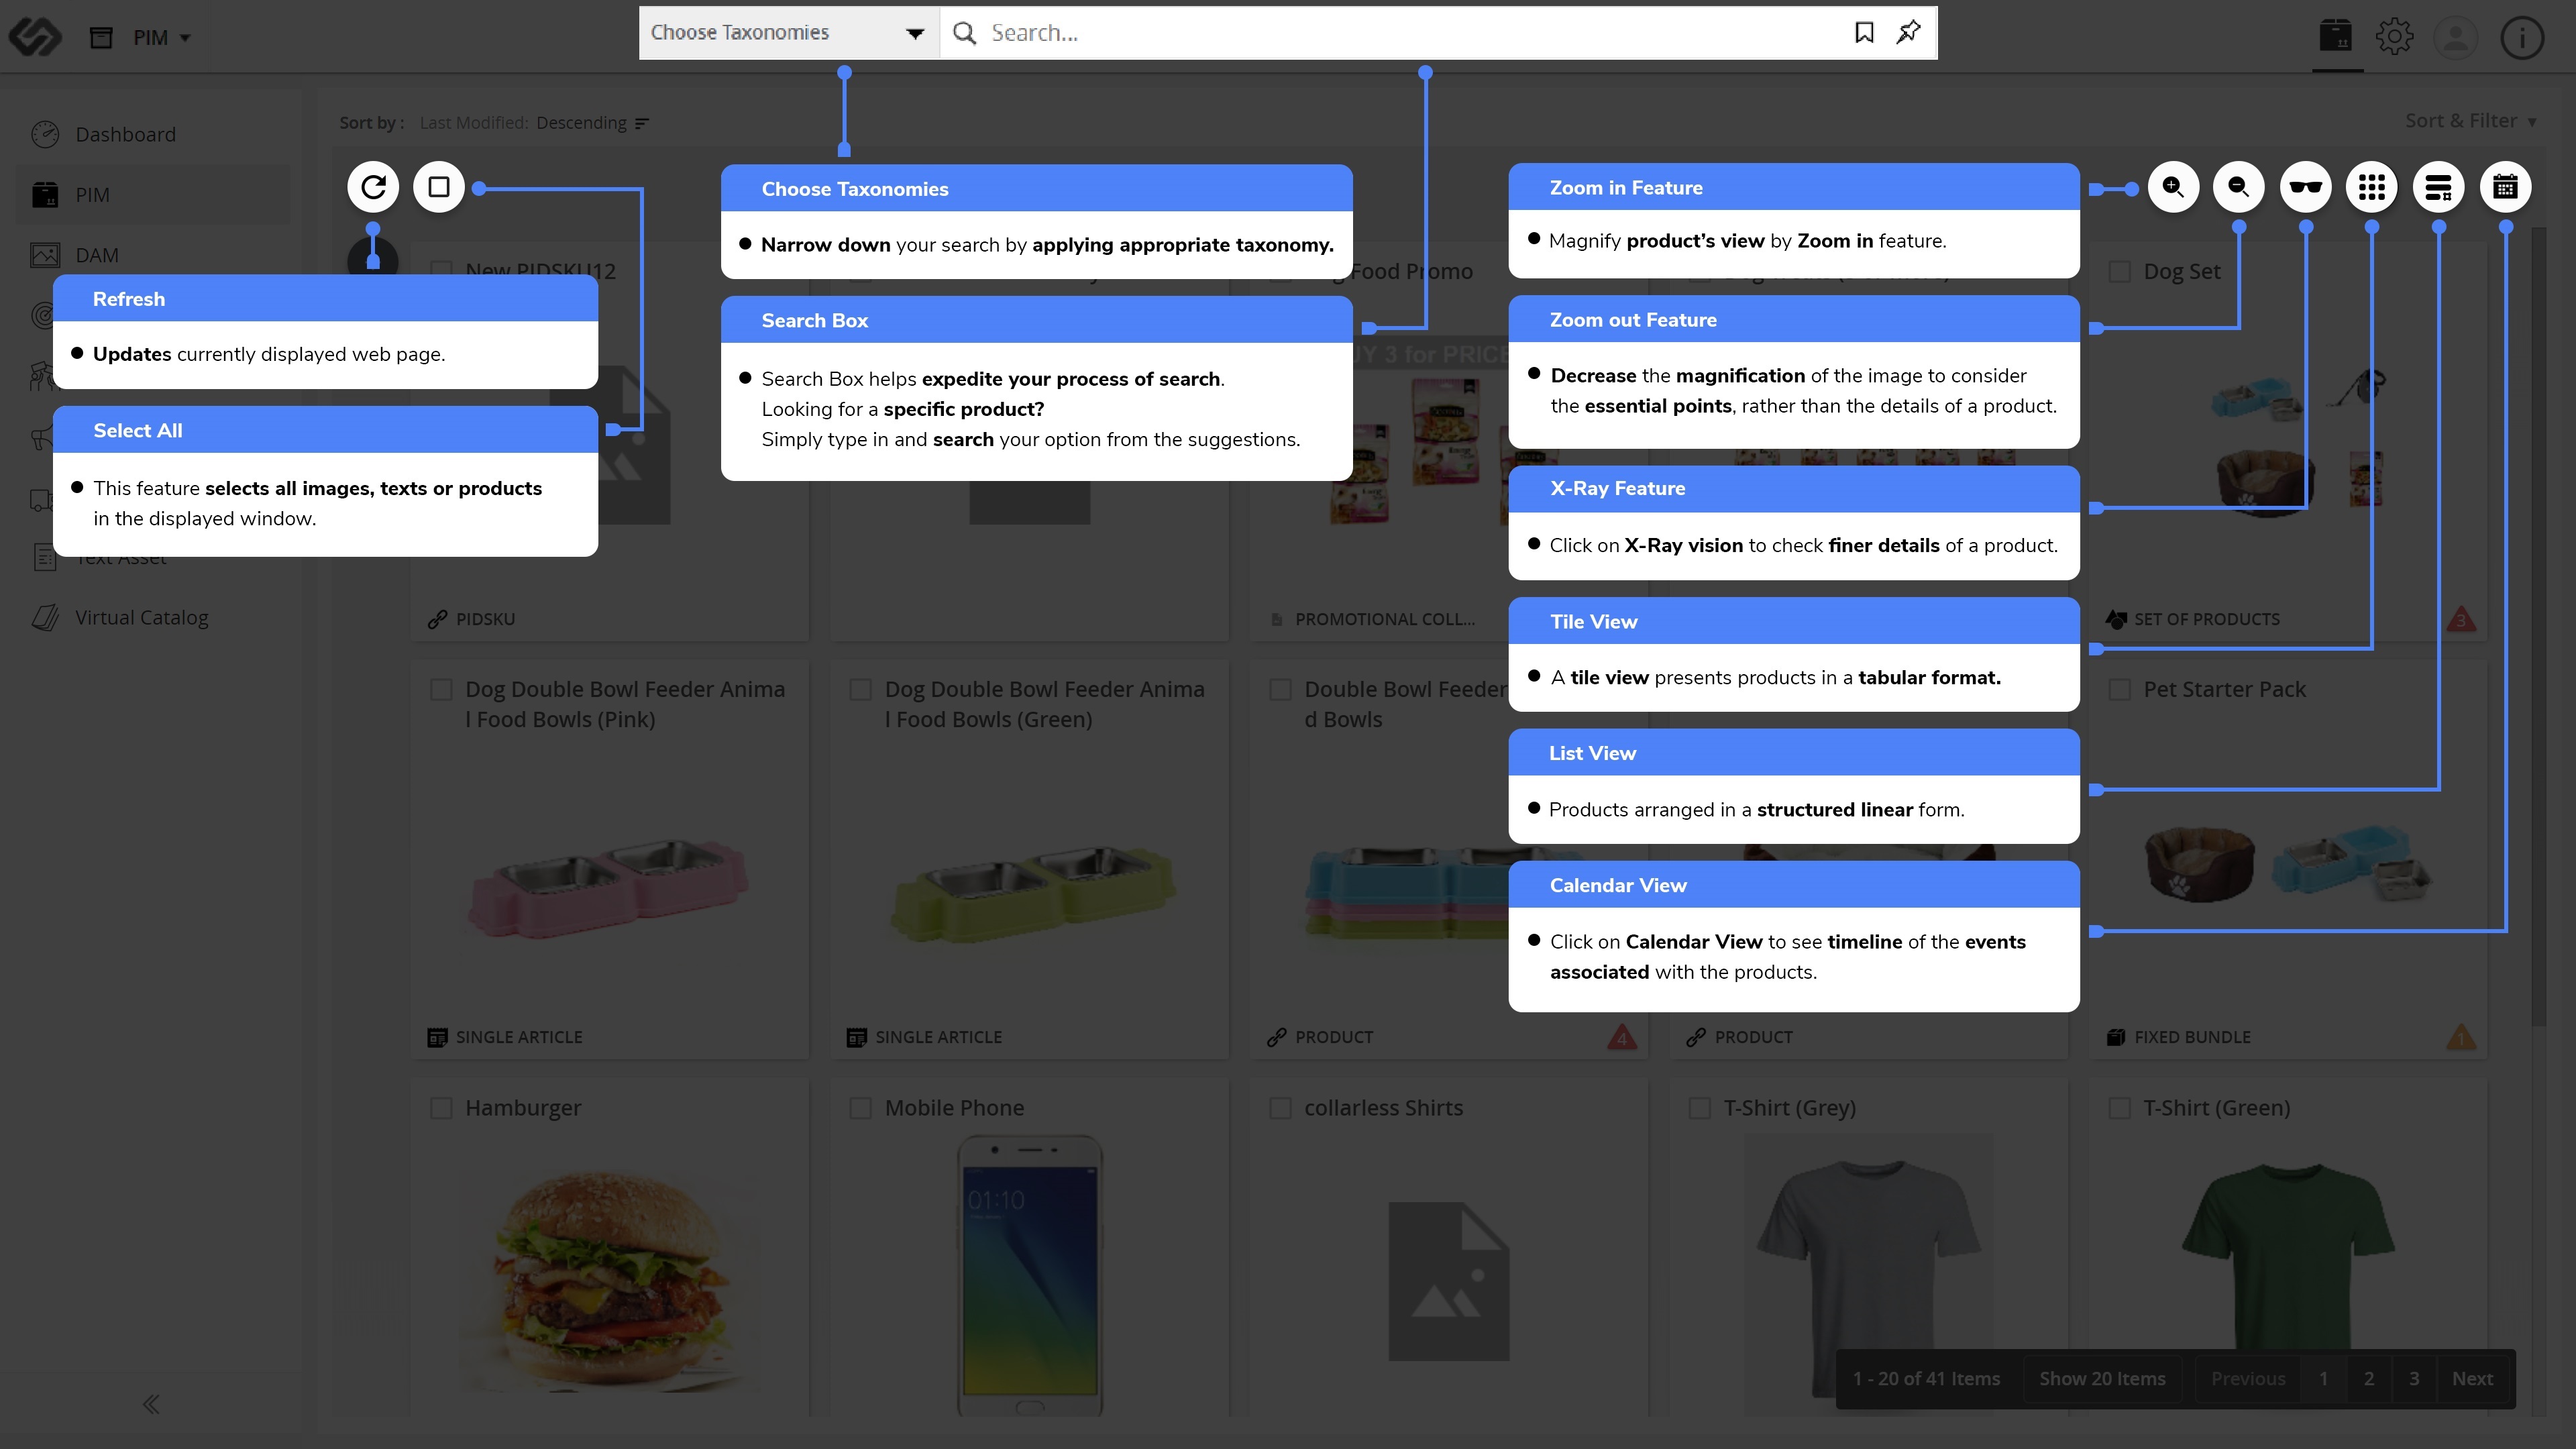 PIM
Choose Taxonomies
Search...
Dashboard
PIM
DAM
Text Asset
Virtual Catalog
Sort by : Last Modified: Descending
Sort & Filter
Refresh
Updates currently displayed web page.
Select All
This feature selects all images, texts or products
in the displayed window.
Choose Taxonomies
Narrow down your search by applying appropriate taxonomy.
Search Box
Search Box helps expedite your process of search.
Looking for a specific product?
Simply type in and search your option from the suggestions.
Zoom in Feature
Magnify product's view by Zoom in feature.
Zoom out Feature
Decrease the magnification of the image to consider
the essential points, rather than the details of a product.
X-Ray Feature
Click on X-Ray vision to check finer details of a product.
Tile View
A tile view presents products in a tabular format.
List View
Products arranged in a structured linear form.
Calendar View
Click on Calendar View to see timeline of the events
associated with the products.
New PIDSKU12
Food Promo
Dog Set
UY 3 for PRICE
PIDSKU
PROMOTIONAL COLL...
SET OF PRODUCTS
3
Dog Double Bowl Feeder Anima
l Food Bowls (Pink)
Dog Double Bowl Feeder Anima
l Food Bowls (Green)
Double Bowl Feeder
d Bowls
Pet Starter Pack
SINGLE ARTICLE
SINGLE ARTICLE
PRODUCT
4
PRODUCT
FIXED BUNDLE
1
Hamburger
Mobile Phone
collarless Shirts
T-Shirt (Grey)
T-Shirt (Green)
01:10
1 - 20 of 41 Items
Show 20 Items
Previous
1
2
3
Next